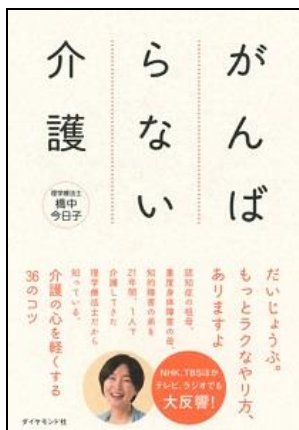 がんば
らない
介護
理学療法士
橋中
今日子
だいじょうぶ。
もっとラクなやり方、
ありますよ
認知症の祖母、
重度身体障害の母、
知的障害の弟を
21年間、1人で
介護してきた
理学療法士だから
知っている、
介護の心を軽くする
36のコツ
NHK、TBSほか
テレビ、ラジオでも
大反響!
ダイヤモンド社